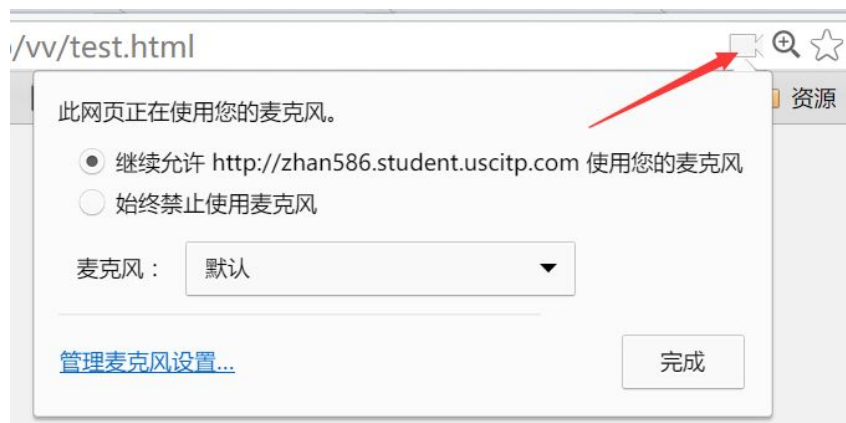 /vv/test.html
资源
此网页正在使用您的麦克风。
继续允许 http://zhan586.student.uscitp.com 使用您的麦克风
始终禁止使用麦克风
麦克风： 默认
管理麦克风设置...
完成